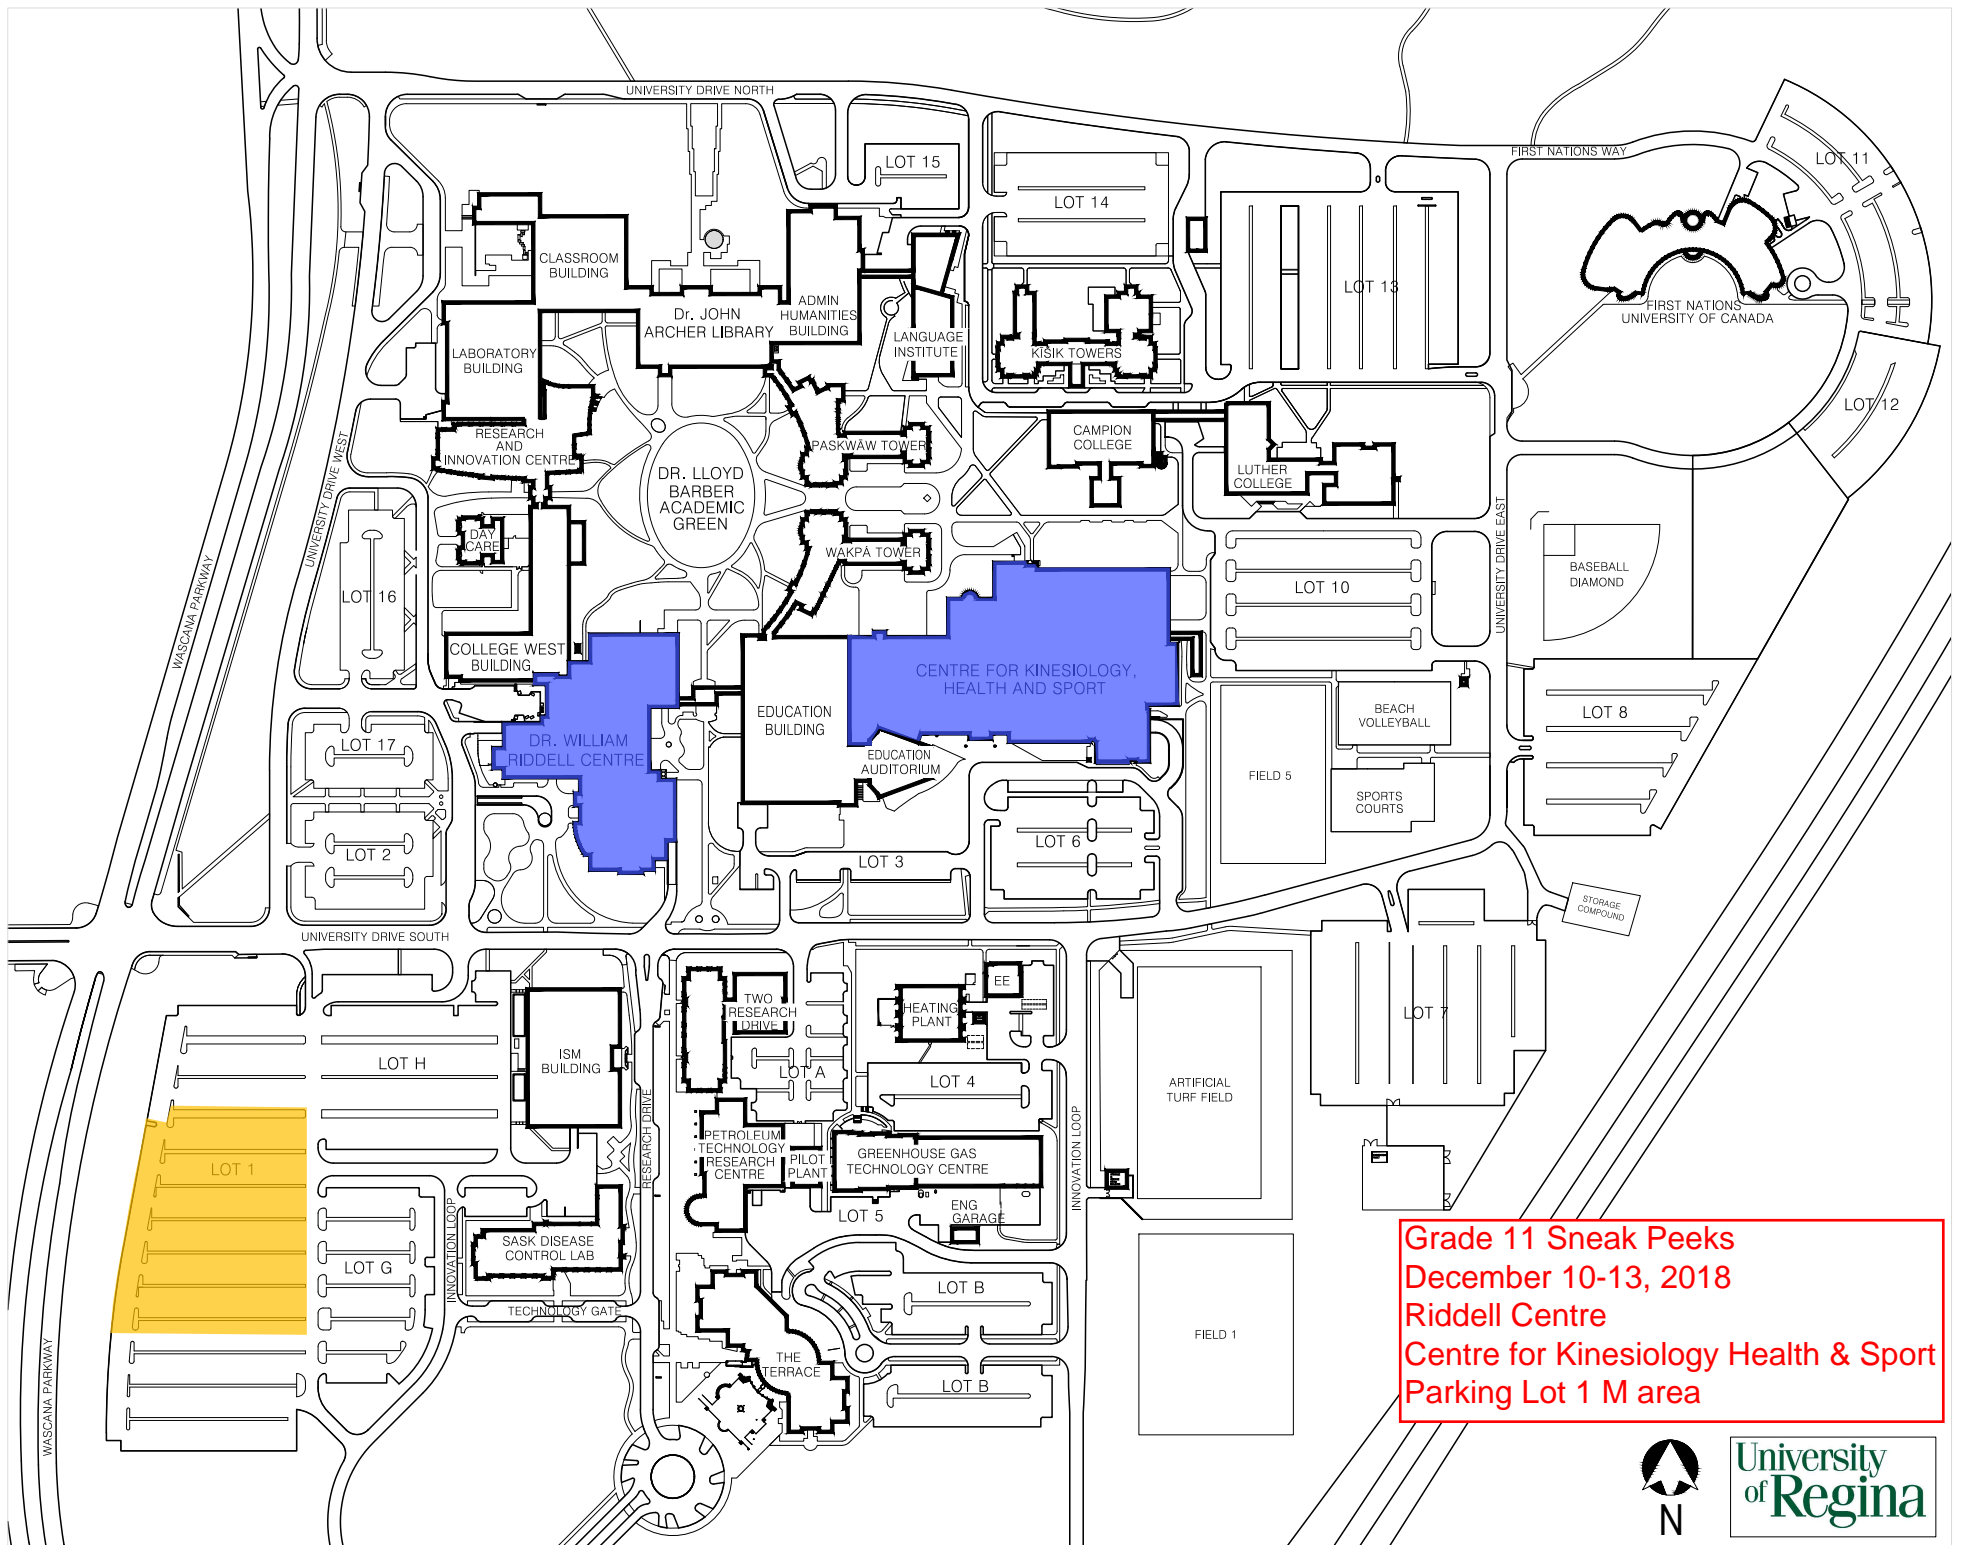 UNIVERSITY DRIVE NORTH
FIRST NATIONS WAY
LOT 11
LOT 15
LOT 14
CLASSROOM
BUILDING
LOT 13
ADMIN
HUMANITIES
BUILDING
Dr. JOHN
ARCHER LIBRARY
FIRST NATIONS
UNIVERSITY OF CANADA
LANGUAGE
INSTITUTE
KĪSIK TOWERS
LABORATORY
BUILDING
LOT 12
RESEARCH
AND
INNOVATION CENTRE
PASKWĀW TOWER
CAMPION
COLLEGE
LUTHER
COLLEGE
DR. LLOYD
BARBER
ACADEMIC
GREEN
UNIVERSITY DRIVE WEST
UNIVERSITY DRIVE EAST
DAY
CARE
WAKPĀ TOWER
BASEBALL
DIAMOND
WASCANA PARKWAY
LOT 16
LOT 10
COLLEGE WEST
BUILDING
CENTRE FOR KINESIOLOGY,
HEALTH AND SPORT
EDUCATION
BUILDING
BEACH
VOLLEYBALL
LOT 8
LOT 17
DR. WILLIAM
RIDDELL CENTRE
EDUCATION
AUDITORIUM
FIELD 5
SPORTS
COURTS
LOT 2
LOT 3
LOT 6
STORAGE
COMPOUND
UNIVERSITY DRIVE SOUTH
TWO
RESEARCH
DRIVE
EE
HEATING
PLANT
LOT 7
LOT H
ISM
BUILDING
LOT A
LOT 4
ARTIFICIAL
TURF FIELD
RESEARCH DRIVE
INNOVATION LOOP
PETROLEUM
TECHNOLOGY
RESEARCH
CENTRE
PILOT
PLANT
GREENHOUSE GAS
TECHNOLOGY CENTRE
LOT 1
LOT 5
ENG
GARAGE
INNOVATION LOOP
SASK DISEASE
CONTROL LAB
LOT G
LOT B
TECHNOLOGY GATE
FIELD 1
THE
TERRACE
LOT B
WASCANA PARKWAY
Grade 11 Sneak Peeks
December 10-13, 2018
Riddell Centre
Centre for Kinesiology Health & Sport
Parking Lot 1 M area
N
University
of Regina